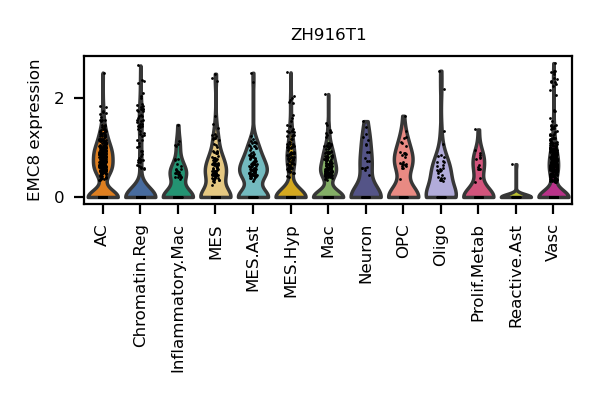 ZH916T1
EMC8 expression
2
0
AC
Chromatin.Reg
Inflammatory.Mac
MES
MES.Ast
MES.Hyp
Mac
Neuron
OPC
Oligo
Prolif.Metab
Reactive.Ast
Vasc